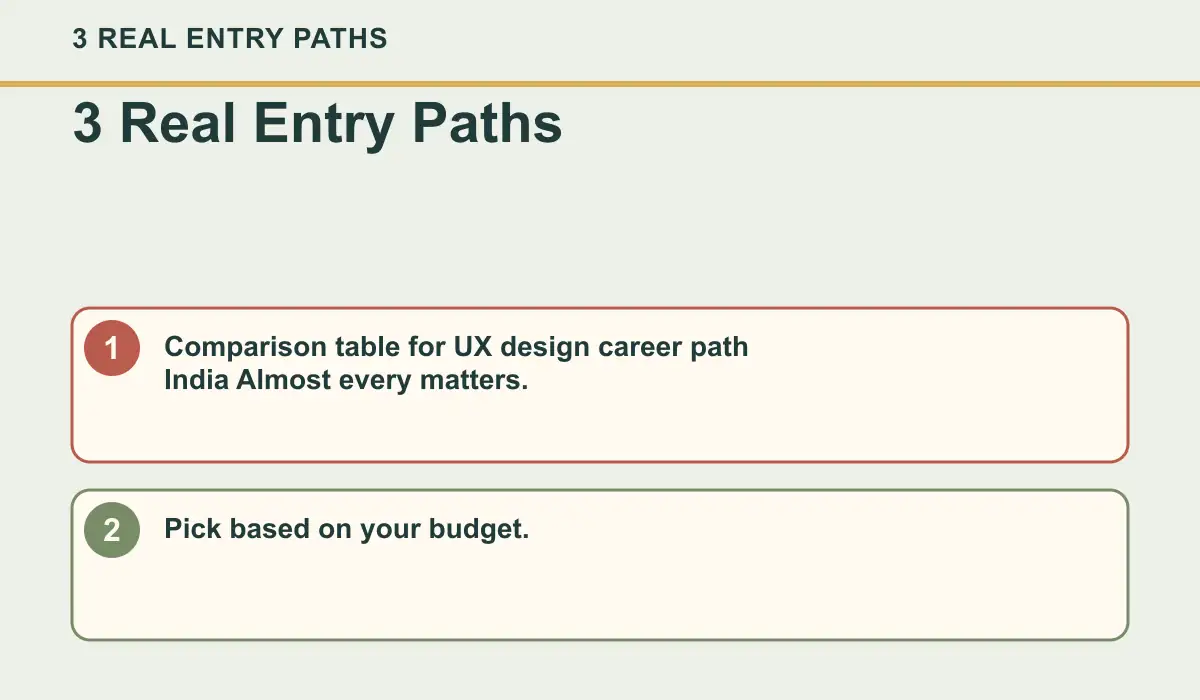 3 REAL ENTRY PATHS
3 Real Entry Paths
1
Comparison table for UX design career path
India Almost every matters.
2
Pick based on your budget.